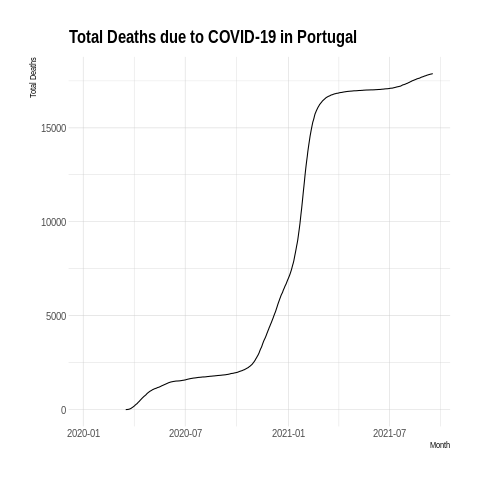 Total Deaths due to COVID-19 in Portugal
Total Deaths
15000
10000
5000
0
2020-01 2020-07 2021-01 2021-07
Month